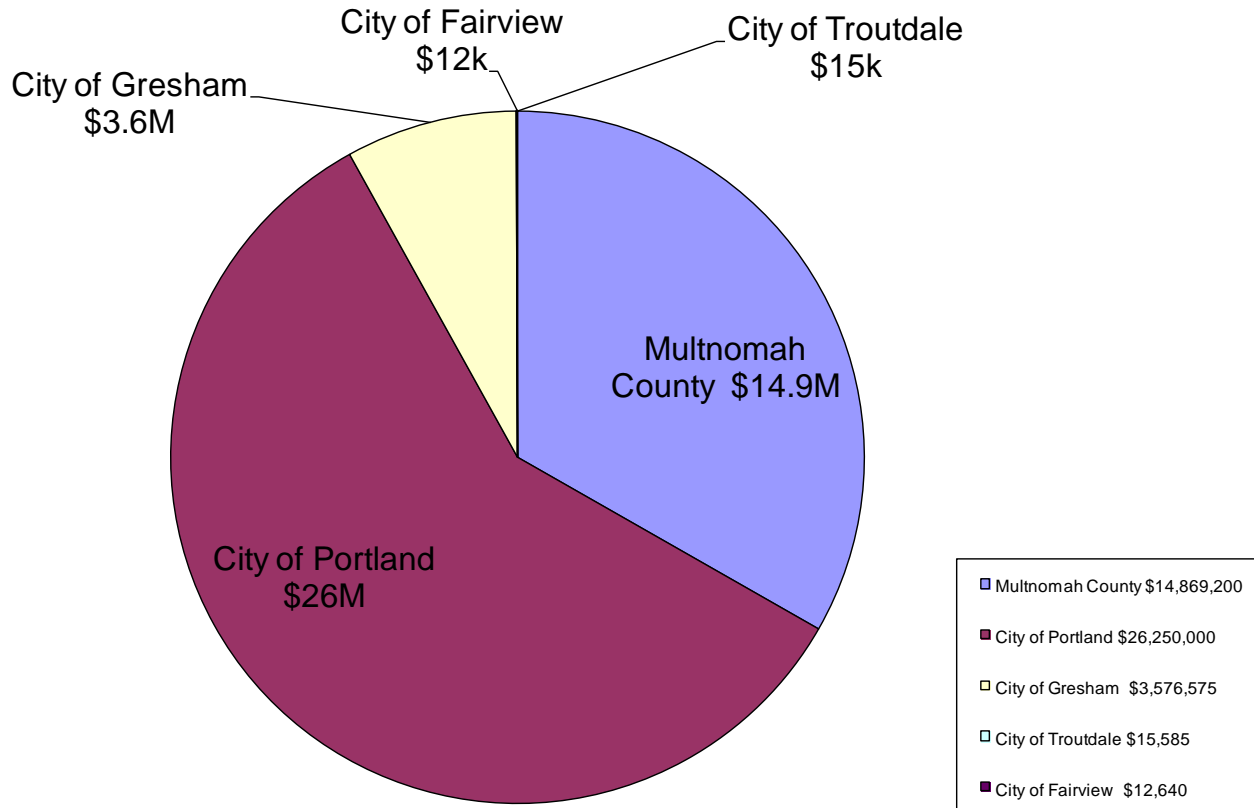 City of Fairview
$12k
City of Troutdale
$15k
City of Gresham
$3.6M
Multnomah
County $14.9M
City of Portland
$26M
Multnomah County $14,869,200
City of Portland $26,250,000
City of Gresham $3,576,575
City of Troutdale $15,585
City of Fairview $12,640